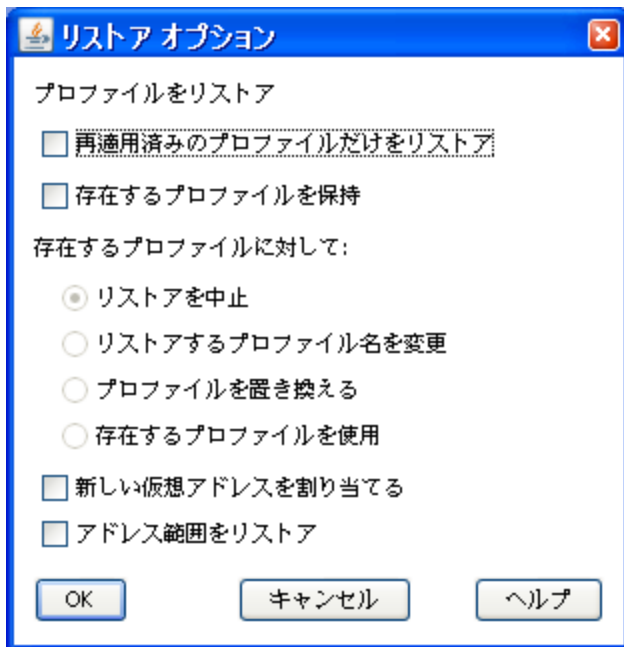 リストア オプション
プロファイルをリストア
再適用済みのプロファイルだけをリストア
存在するプロファイルを保持
存在するプロファイルに対して:
リストアを中止
リストアするプロファイル名を変更
プロファイルを置き換える
存在するプロファイルを使用
新しい仮想アドレスを割り当てる
アドレス範囲をリストア
OK キャンセル ヘルプ